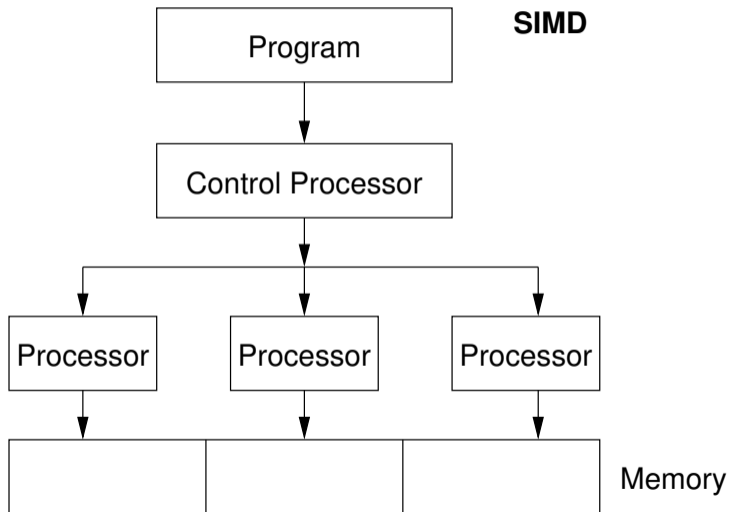 SIMD
Program
Control Processor
Processor
Processor
Processor
Memory